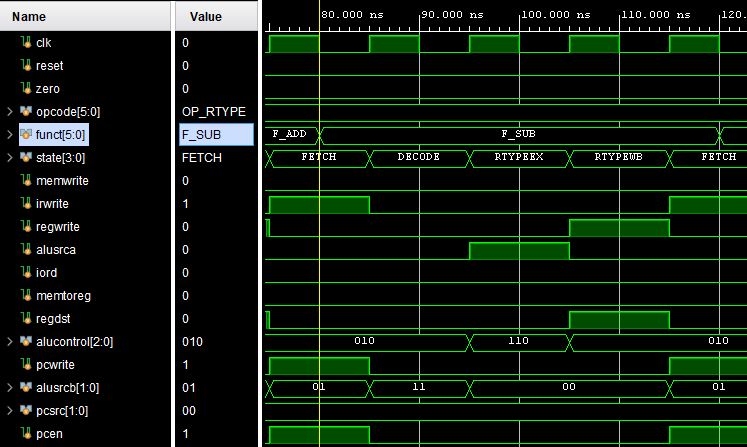 Name Value 80.000 ns 90.000 ns 100.000 ns 110.000 ns 120.
clk 0
reset 0
zero 0
opcode[5:0] OP_RTYPE
funct[5:0] F_SUB F_ADD F_SUB
state[3:0] FETCH FETCH DECODE RTYPEEX RTYPEWB FETCH
memwrite 0
irwrite 1
regwrite 0
alusrca 0
iord 0
memtoreg 0
regdst 0
alucontrol[2:0] 010 010 110 010
pcwrite 1
alusrcb[1:0] 01 01 11 00 01
pcsrc[1:0] 00
pcen 1